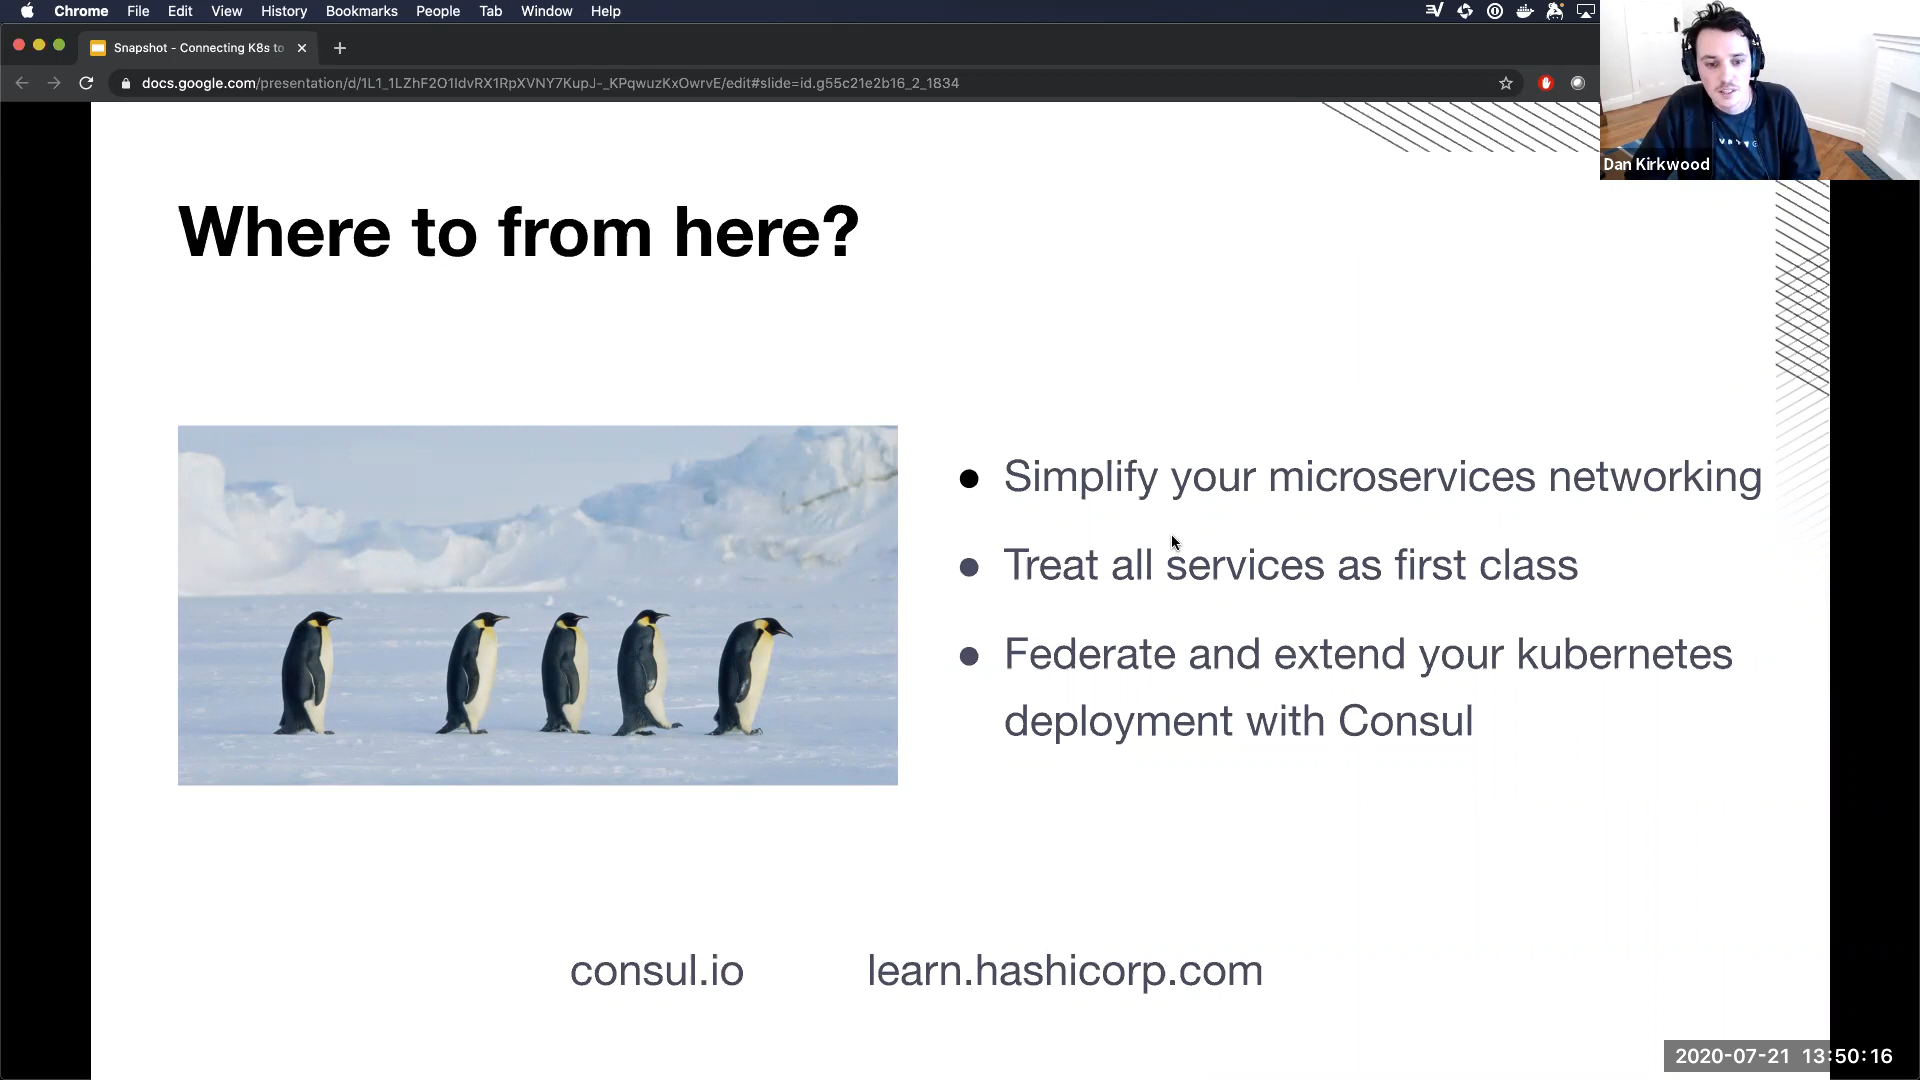 Chrome File Edit View History Bookmarks People Tab Window Help
Snapshot - Connecting K8s to
docs.google.com/presentation/d/1L1_1LZhF2O1IdvRX1RpXVNY7KupJ-_KPqwuzKxOwrvE/edit#slide=id.g55c21e2b16_2_1834
Dan Kirkwood
Where to from here?
● Simplify your microservices networking
● Treat all services as first class
● Federate and extend your kubernetes
deployment with Consul
consul.io learn.hashicorp.com
2020-07-21 13:50:16